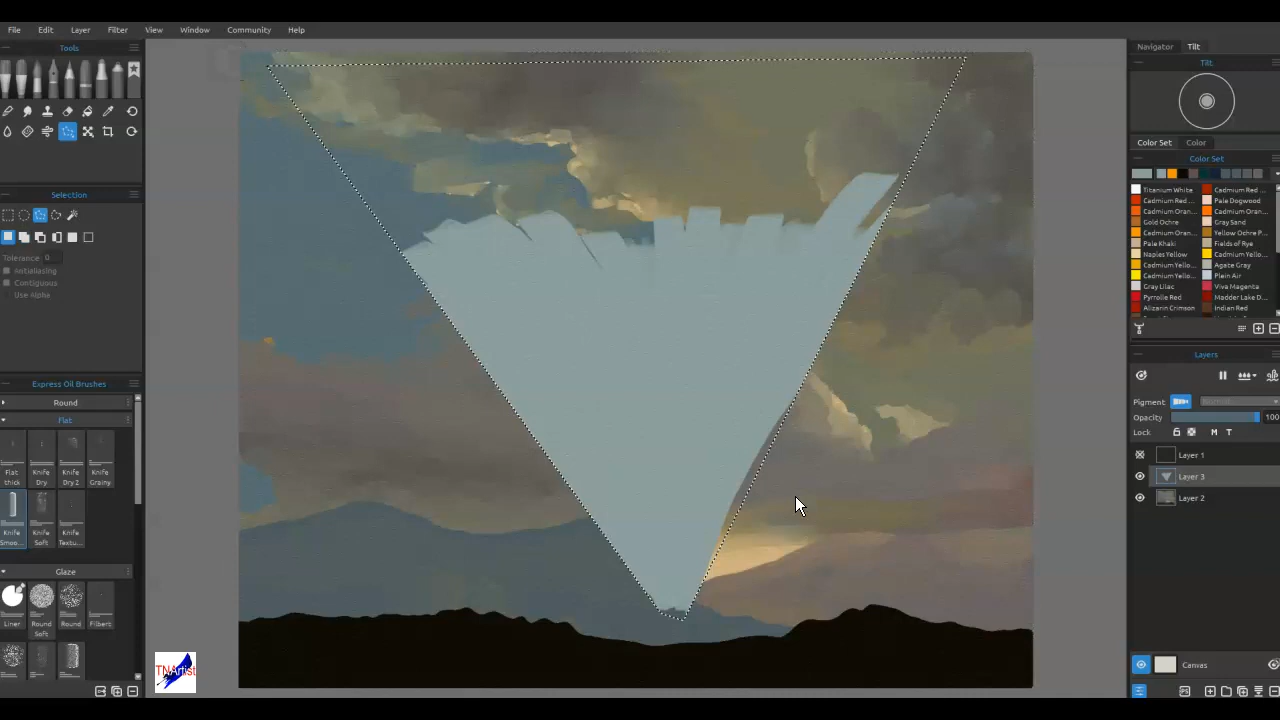 File Edit Layer Filter View Window Community Help
Tools
Selection
Tolerance 0
Antialiasing
Contiguous
Use Alpha
Express Oil Brushes
Round
Flat
Flat thick
Knife Dry
Knife Dry 2
Knife Grainy
Knife Smoo...
Knife Soft
Knife Textu...
Glaze
Liner
Round Soft
Round
Filbert
TNArtist
Navigator Tilt
Tilt
Color Set Color
Color Set
Titanium White Cadmium Red ...
Cadmium Red ... Pale Dogwood
Cadmium Oran... Cadmium Oran...
Gold Ochre Gray Sand
Cadmium Oran... Yellow Ochre P...
Pale Khaki Fields of Rye
Naples Yellow Cadmium Yello...
Cadmium Yello... Agate Gray
Cadmium Yello... Plein Air
Gray Lilac Viva Magenta
Pyrrolle Red Madder Lake D...
Alizarin Crimson Indian Red
Layers
Pigment
Opacity 100
Lock M T
Layer 1
Layer 3
Layer 2
Canvas